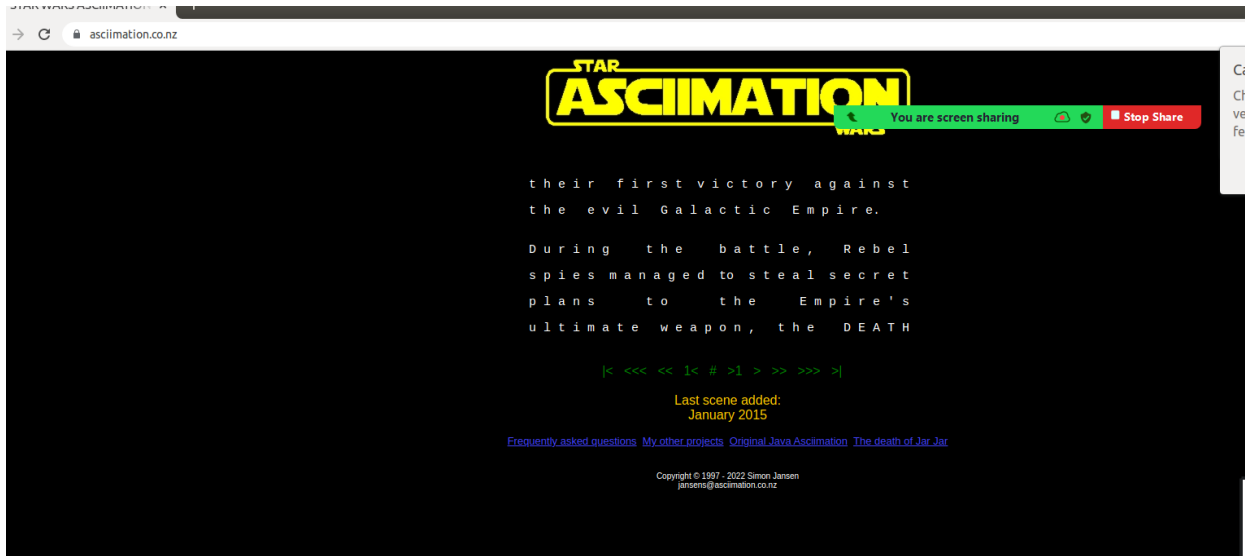 asciimation.co.nz
STAR
ASCIIMATION
WARS
You are screen sharing
Stop Share
their first victory against
the evil Galactic Empire.
During the battle, Rebel
spies managed to steal secret
plans to the Empire's
ultimate weapon, the DEATH
|< <<< << 1< # >1 > >> >>> >|
Last scene added:
January 2015
Frequently asked questions My other projects Original Java Asciimation The death of Jar Jar
Copyright © 1997 - 2022 Simon Jansen
jansens@asciimation.co.nz